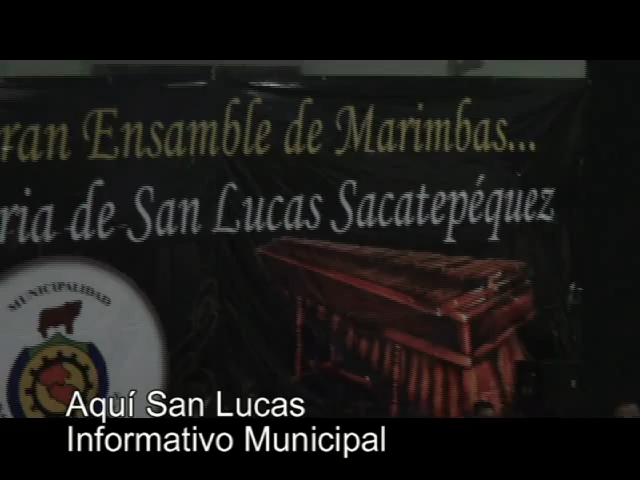 ran Ensamble de Marimbas...
ria de San Lucas Sacatepéquez
MUNICIPALIDAD
Aquí San Lucas
Informativo Municipal